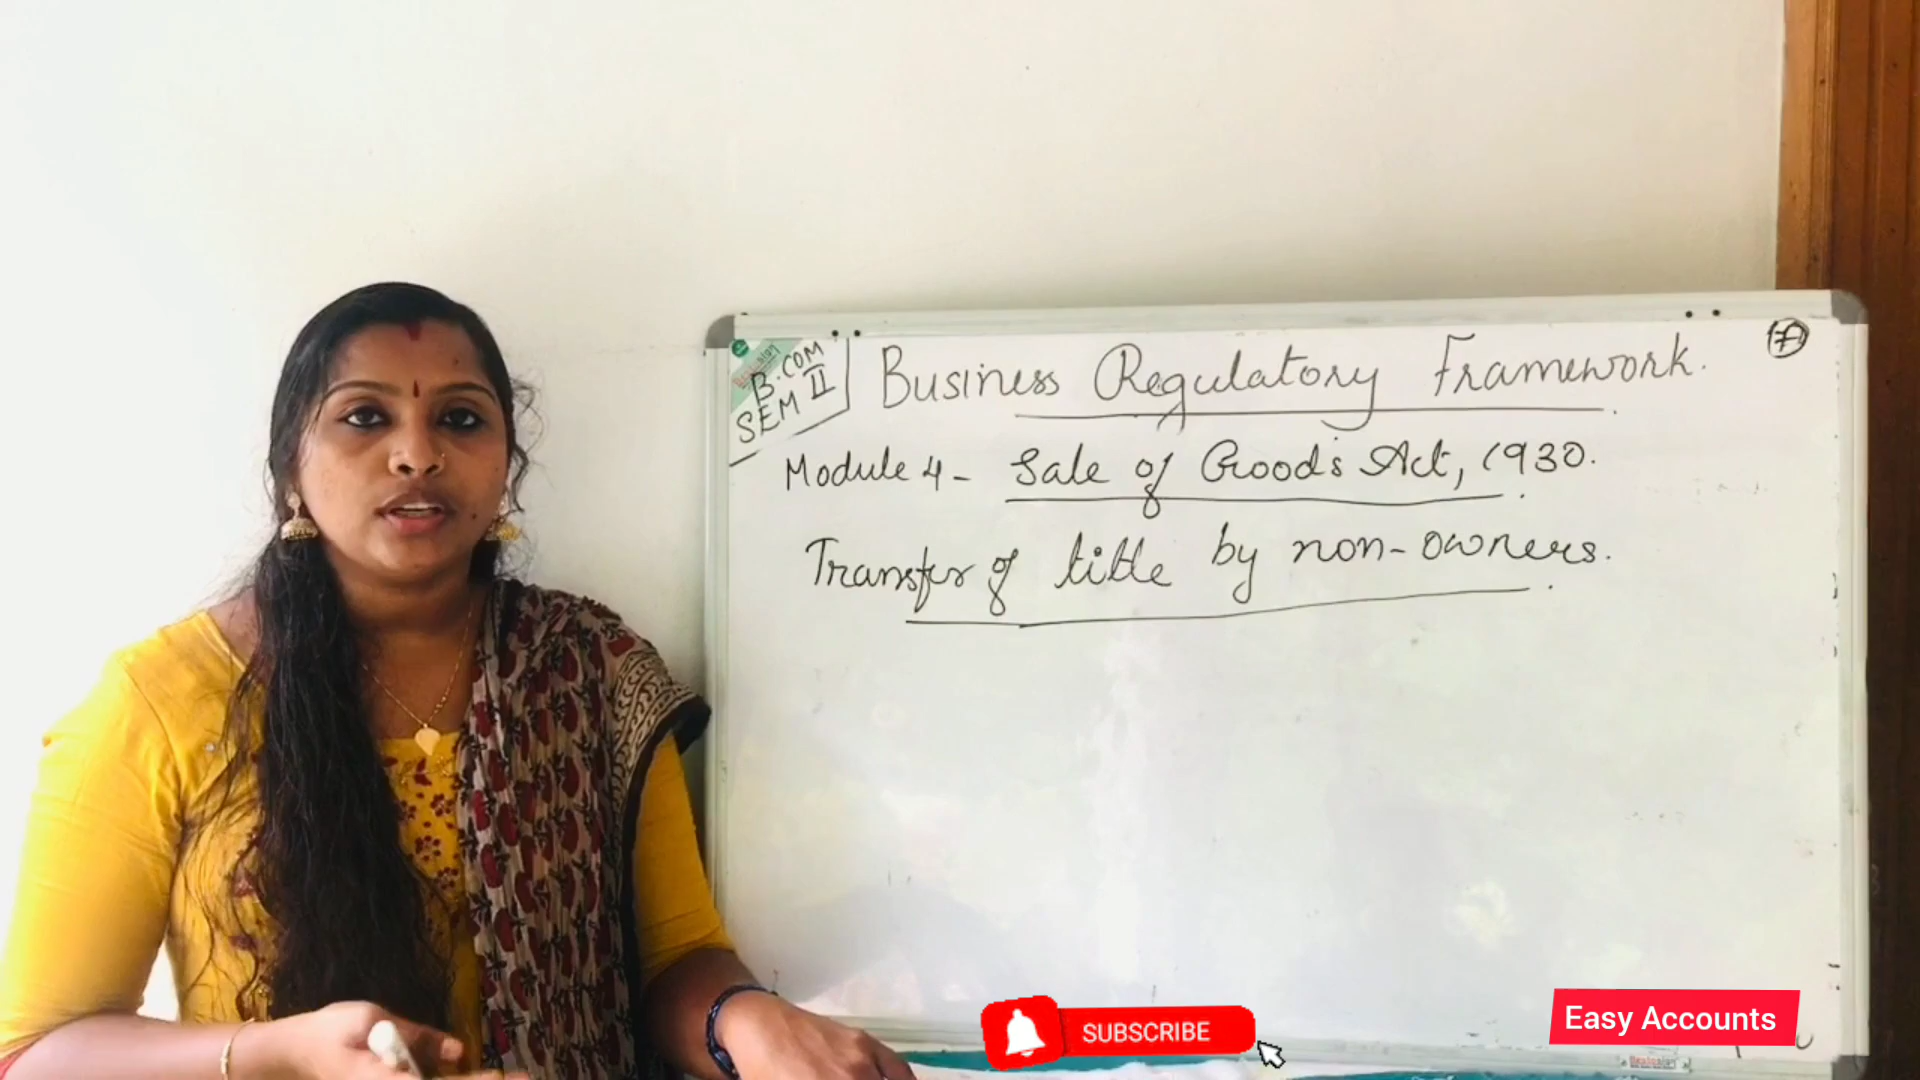 B.COM
SEM II
Business Regulatory Framework.
Module 4 - Sale of Goods Act, 1930.
Transfer of title by non-owners.
SUBSCRIBE
Easy Accounts